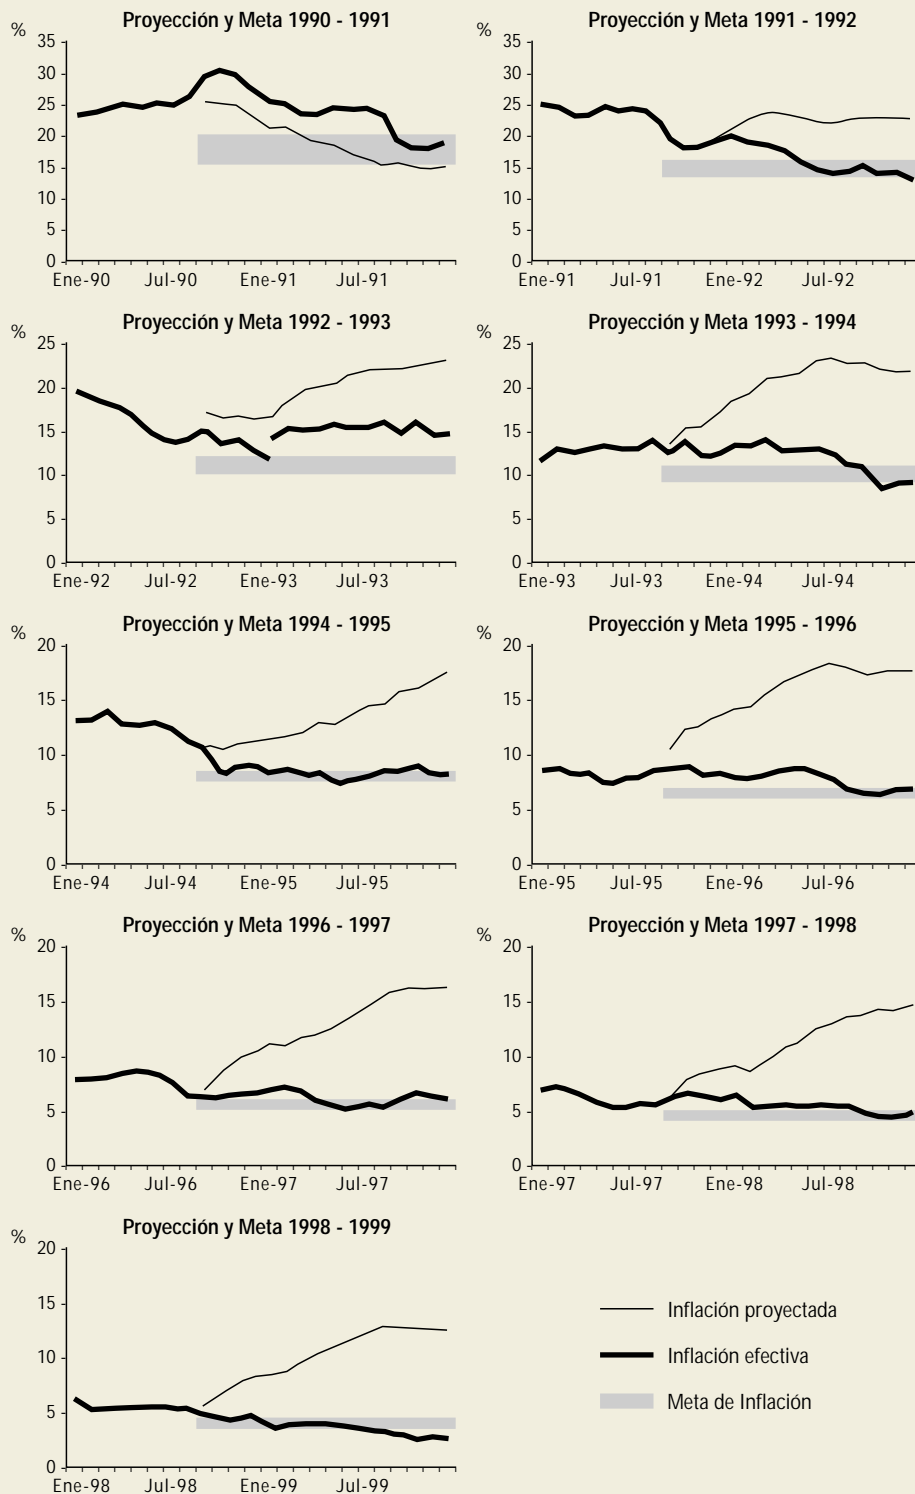 Proyección y Meta 1990 - 1991
%
35
30
25
20
15
10
5
0
Ene-90 Jul-90 Ene-91 Jul-91
Proyección y Meta 1991 - 1992
%
35
30
25
20
15
10
5
0
Ene-91 Jul-91 Ene-92 Jul-92
Proyección y Meta 1992 - 1993
%
25
20
15
10
5
0
Ene-92 Jul-92 Ene-93 Jul-93
Proyección y Meta 1993 - 1994
%
25
20
15
10
5
0
Ene-93 Jul-93 Ene-94 Jul-94
Proyección y Meta 1994 - 1995
%
20
15
10
5
0
Ene-94 Jul-94 Ene-95 Jul-95
Proyección y Meta 1995 - 1996
%
20
15
10
5
0
Ene-95 Jul-95 Ene-96 Jul-96
Proyección y Meta 1996 - 1997
%
20
15
10
5
0
Ene-96 Jul-96 Ene-97 Jul-97
Proyección y Meta 1997 - 1998
%
20
15
10
5
0
Ene-97 Jul-97 Ene-98 Jul-98
Proyección y Meta 1998 - 1999
%
20
15
10
5
0
Ene-98 Jul-98 Ene-99 Jul-99
Inflación proyectada
Inflación efectiva
Meta de Inflación